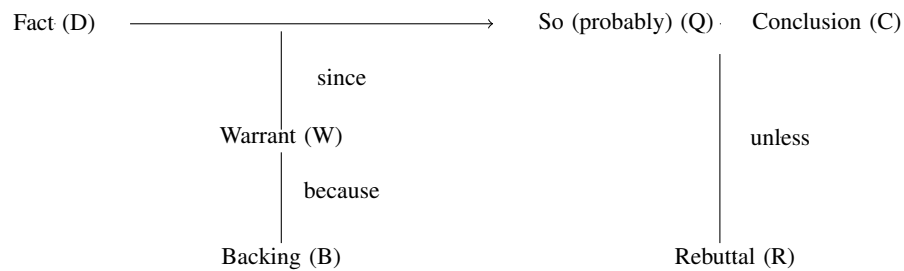 Fact (D) So (probably) (Q) Conclusion (C)
since
Warrant (W)
unless
because
Backing (B) Rebuttal (R)